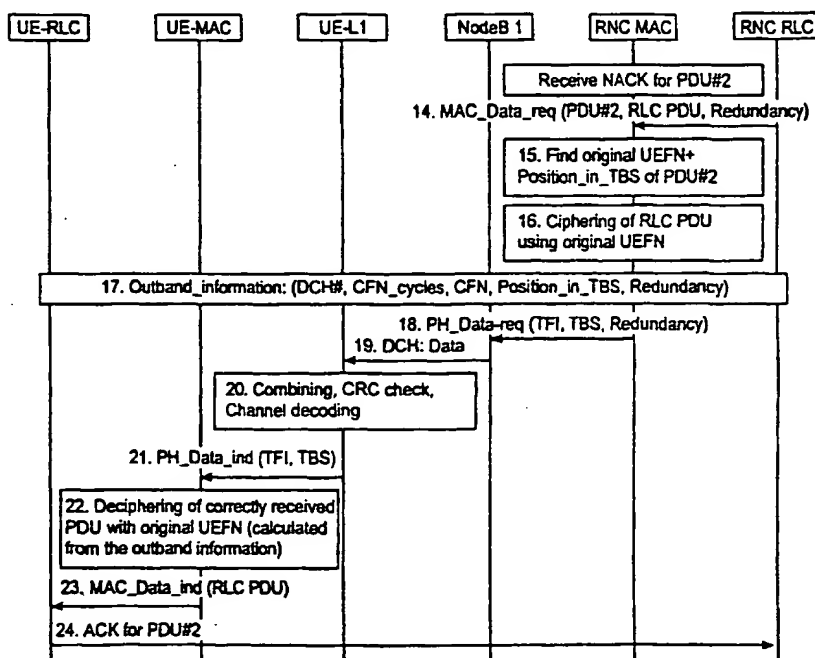 UE-RLC UE-MAC UE-L1 NodeB 1 RNC MAC RNC RLC
Receive NACK for PDU#2
14. MAC_Data_req (PDU#2, RLC PDU, Redundancy)
15. Find original UEFN+
Position_in_TBS of PDU#2
16. Ciphering of RLC PDU
using original UEFN
17. Outband_information: (DCH#, CFN_cycles, CFN, Position_in_TBS, Redundancy)
18. PH_Data-req (TFI, TBS, Redundancy)
19. DCH: Data
20. Combining, CRC check,
Channel decoding
21. PH_Data_ind (TFI, TBS)
22. Deciphering of correctly received
PDU with original UEFN (calculated
from the outband information)
23. MAC_Data_ind (RLC PDU)
24. ACK for PDU#2